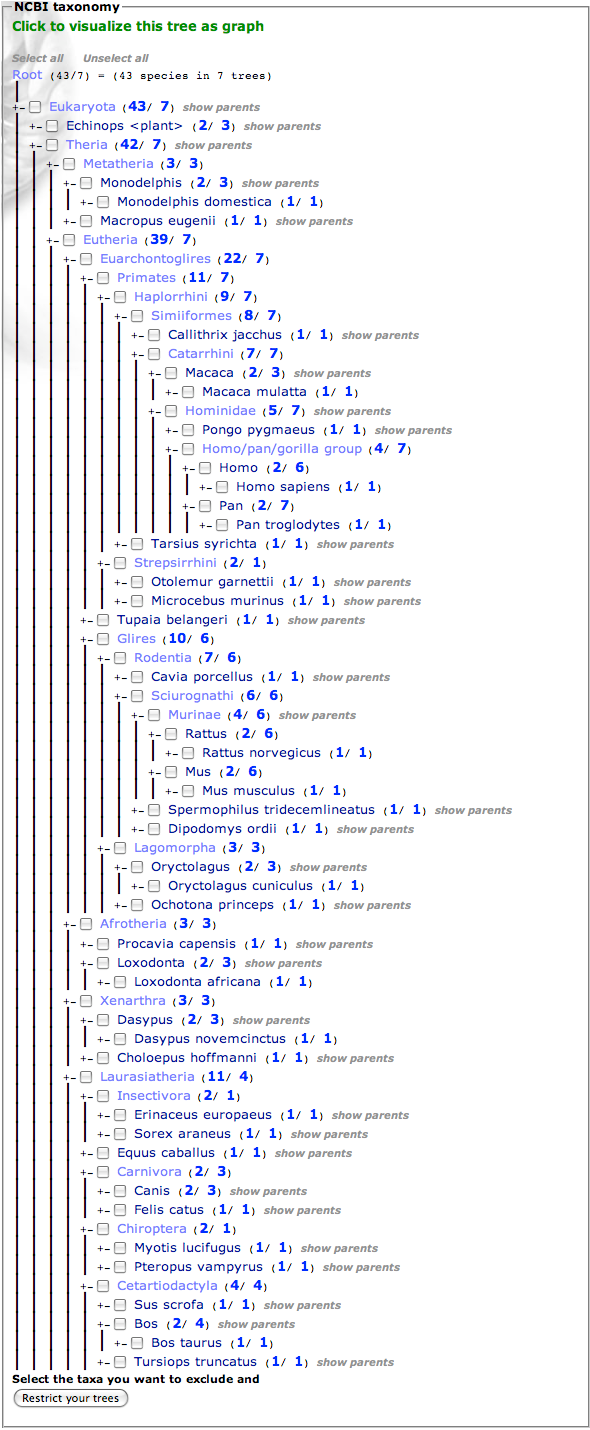 NCBI taxonomy
Click to visualize this tree as graph
Select all Unselect all
Root (43/7) = (43 species in 7 trees)
+- Eukaryota (43/ 7) show parents
+- Echinops <plant> (2/ 3) show parents
+- Theria (42/ 7) show parents
+- Metatheria (3/ 3)
+- Monodelphis (2/ 3) show parents
+- Monodelphis domestica (1/ 1)
+- Macropus eugenii (1/ 1) show parents
+- Eutheria (39/ 7)
+- Euarchontoglires (22/ 7)
+- Primates (11/ 7)
+- Haplorrhini (9/ 7)
+- Simiiformes (8/ 7)
+- Callithrix jacchus (1/ 1) show parents
+- Catarrhini (7/ 7)
+- Macaca (2/ 3) show parents
+- Macaca mulatta (1/ 1)
+- Hominidae (5/ 7) show parents
+- Pongo pygmaeus (1/ 1) show parents
+- Homo/pan/gorilla group (4/ 7)
+- Homo (2/ 6)
+- Homo sapiens (1/ 1)
+- Pan (2/ 7)
+- Pan troglodytes (1/ 1)
+- Tarsius syrichta (1/ 1) show parents
+- Strepsirrhini (2/ 1)
+- Otolemur garnettii (1/ 1) show parents
+- Microcebus murinus (1/ 1) show parents
+- Tupaia belangeri (1/ 1) show parents
+- Glires (10/ 6)
+- Rodentia (7/ 6)
+- Cavia porcellus (1/ 1) show parents
+- Sciurognathi (6/ 6)
+- Murinae (4/ 6) show parents
+- Rattus (2/ 6)
+- Rattus norvegicus (1/ 1)
+- Mus (2/ 6)
+- Mus musculus (1/ 1)
+- Spermophilus tridecemlineatus (1/ 1) show parents
+- Dipodomys ordii (1/ 1) show parents
+- Lagomorpha (3/ 3)
+- Oryctolagus (2/ 3) show parents
+- Oryctolagus cuniculus (1/ 1)
+- Ochotona princeps (1/ 1) show parents
+- Afrotheria (3/ 3)
+- Procavia capensis (1/ 1) show parents
+- Loxodonta (2/ 3) show parents
+- Loxodonta africana (1/ 1)
+- Xenarthra (3/ 3)
+- Dasypus (2/ 3) show parents
+- Dasypus novemcinctus (1/ 1)
+- Choloepus hoffmanni (1/ 1) show parents
+- Laurasiatheria (11/ 4)
+- Insectivora (2/ 1)
+- Erinaceus europaeus (1/ 1) show parents
+- Sorex araneus (1/ 1) show parents
+- Equus caballus (1/ 1) show parents
+- Carnivora (2/ 3)
+- Canis (2/ 3) show parents
+- Felis catus (1/ 1) show parents
+- Chiroptera (2/ 1)
+- Myotis lucifugus (1/ 1) show parents
+- Pteropus vampyrus (1/ 1) show parents
+- Cetartiodactyla (4/ 4)
+- Sus scrofa (1/ 1) show parents
+- Bos (2/ 4) show parents
+- Bos taurus (1/ 1)
+- Tursiops truncatus (1/ 1) show parents
Select the taxa you want to exclude and
Restrict your trees